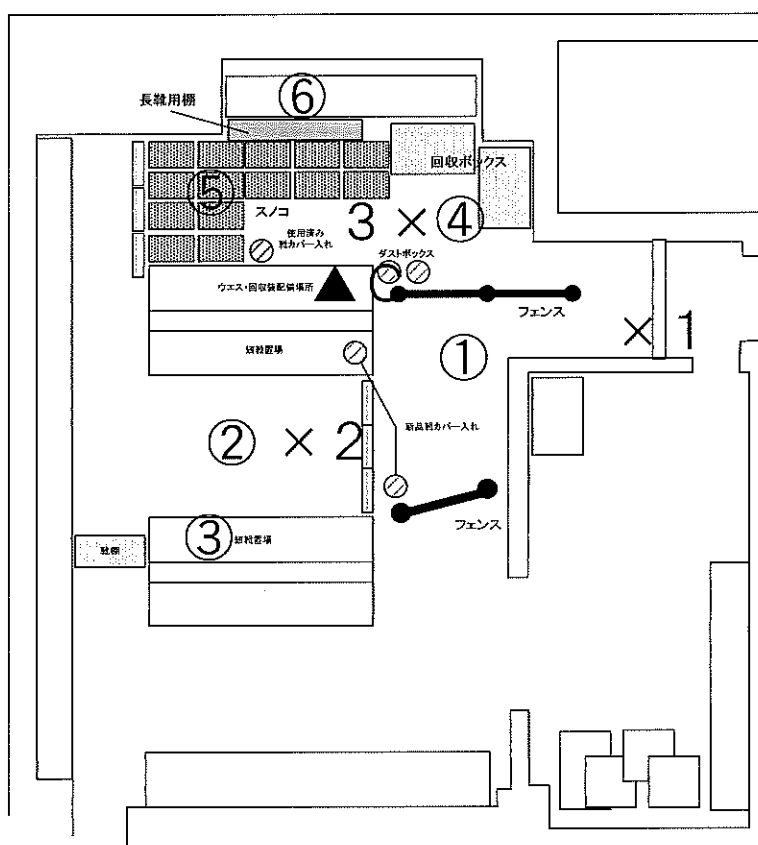 ⑥
長靴用棚
回収ボックス
⑤
スノコ
3 × ④
使用済み
靴カバー入れ
ダストボックス
ウエス・回収装配備場所
▲
フェンス
× 1
①
短靴置場
② × 2
新品靴カバー入れ
フェンス
③
短靴置場
靴棚